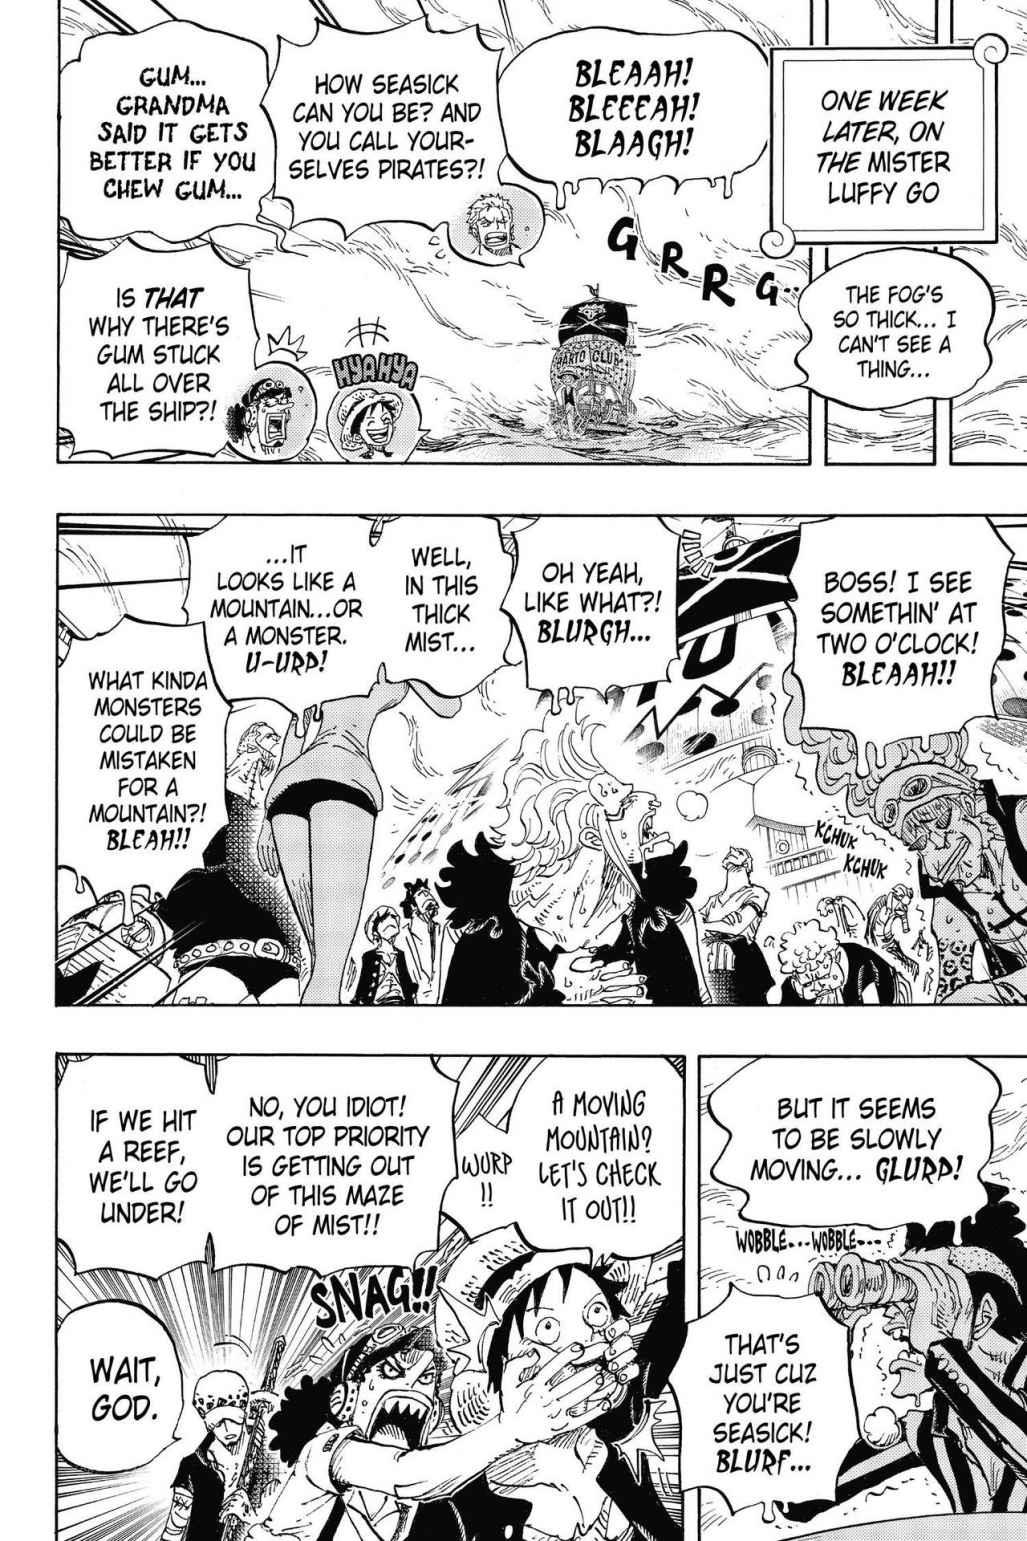 ONE WEEK
LATER, ON
THE MISTER
LUFFY GO
THE FOG'S
SO THICK... I
CAN'T SEE A
THING...
BLEAAH!
BLEEEAH!
BLAAGH!
GRRG...
HOW SEASICK
CAN YOU BE? AND
YOU CALL YOUR-
SELVES PIRATES?!
GUM...
GRANDMA
SAID IT GETS
BETTER IF YOU
CHEW GUM...
IS THAT
WHY THERE'S
GUM STUCK
ALL OVER
THE SHIP?!
HYAHYA
BARTO CLUB
BOSS! I SEE
SOMETHIN' AT
TWO O'CLOCK!
BLEAAH!!
OH YEAH,
LIKE WHAT?!
BLURGH...
WELL,
IN THIS
THICK
MIST...
...IT
LOOKS LIKE A
MOUNTAIN...OR
A MONSTER.
U-URP!
WHAT KINDA
MONSTERS
COULD BE
MISTAKEN
FOR A
MOUNTAIN?!
BLEAH!!
KCHUK
KCHUK
BUT IT SEEMS
TO BE SLOWLY
MOVING... GLURP!
WOBBLE...WOBBLE...
THAT'S
JUST CUZ
YOU'RE
SEASICK!
BLURF...
A MOVING
MOUNTAIN?
LET'S CHECK
IT OUT!!
WURP
!!
NO, YOU IDIOT!
OUR TOP PRIORITY
IS GETTING OUT
OF THIS MAZE
OF MIST!!
IF WE HIT
A REEF,
WE'LL GO
UNDER!
SNAG!!
WAIT,
GOD.